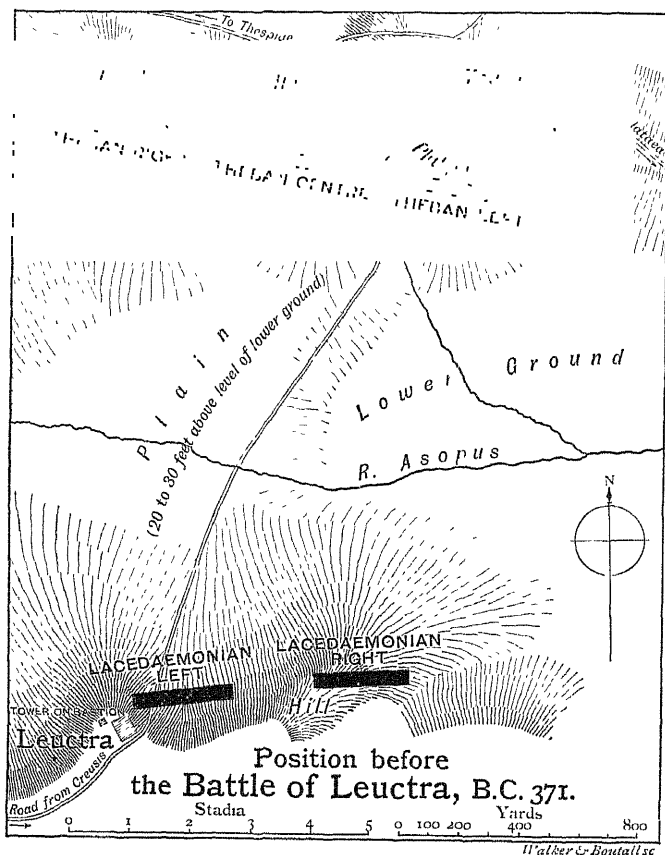 To Thespiae
THEBAN CENTRE
THEBAN LEFT
Plain
(20 to 30 feet above level of lower ground)
Lower Ground
R. Asopus
N
LACEDAEMONIAN
LEFT
LACEDAEMONIAN
RIGHT
Hill
TOWER ON BASTION
Leuctra
Road from Creusis
Position before
the Battle of Leuctra, B.C. 371.
Stadia Yards
0 1 2 3 4 5 0 100 200 400 800
Walker & Boutall sc